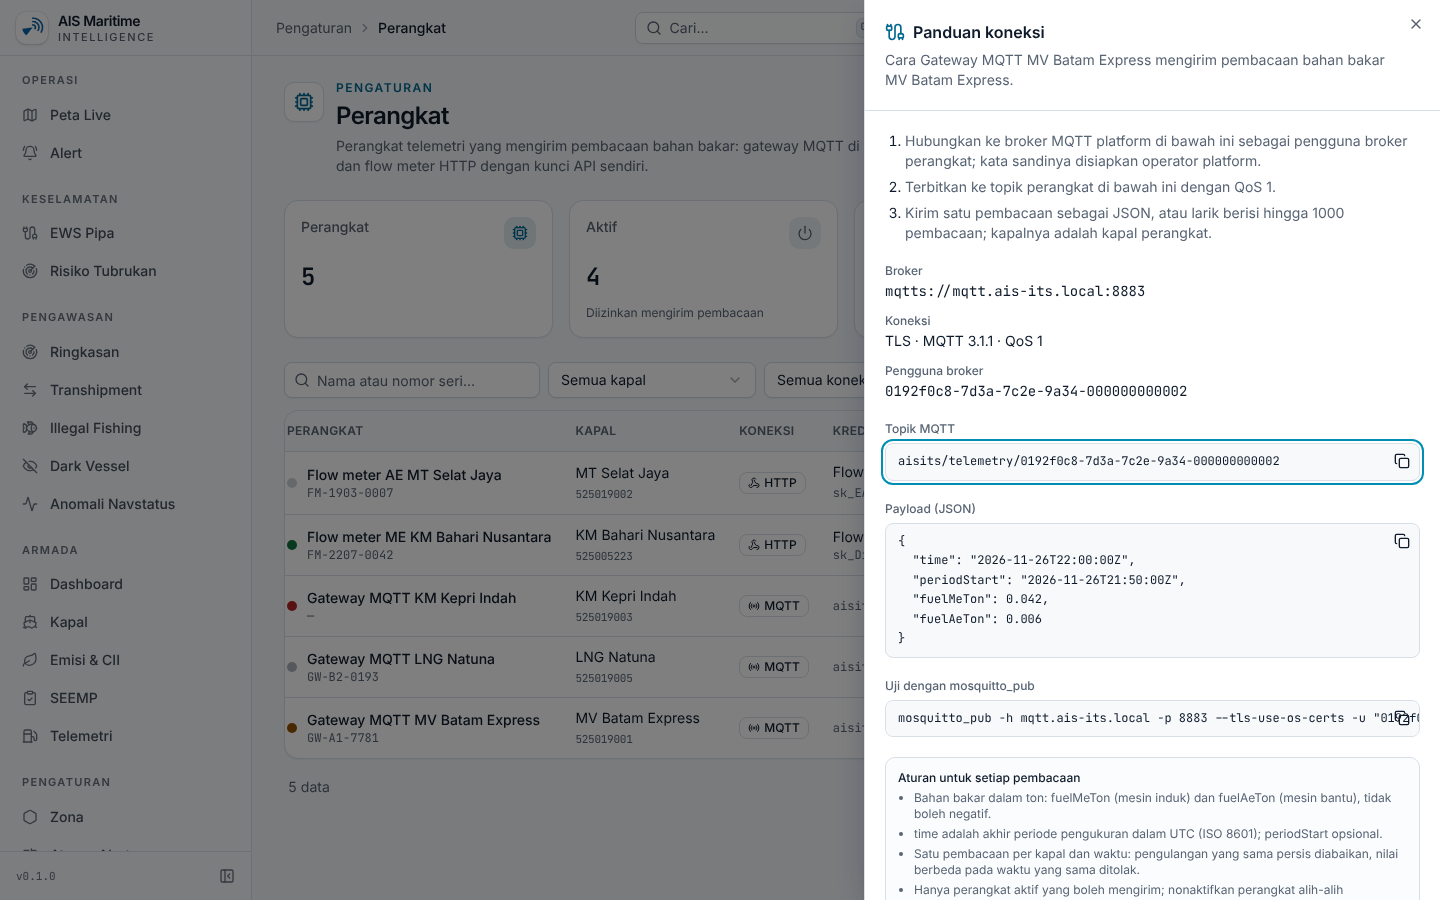 AIS Maritime
INTELLIGENCE
OPERASI
Peta Live
Alert
KESELAMATAN
EWS Pipa
Risiko Tubrukan
PENGAWASAN
Ringkasan
Transhipment
Illegal Fishing
Dark Vessel
Anomali Navstatus
ARMADA
Dashboard
Kapal
Emisi & CII
SEEMP
Telemetri
PENGATURAN
Zona
v0.1.0
Pengaturan > Perangkat
Cari...
PENGATURAN
Perangkat
Perangkat telemetri yang mengirim pembacaan bahan bakar: gateway MQTT di
dan flow meter HTTP dengan kunci API sendiri.
Perangkat
5
Aktif
4
Diizinkan mengirim pembacaan
Nama atau nomor seri...
Semua kapal
Semua konek
PERANGKAT KAPAL KONEKSI KRED
Flow meter AE MT Selat Jaya MT Selat Jaya HTTP Flow
FM-1903-0007 525019002 sk_E
Flow meter ME KM Bahari Nusantara KM Bahari Nusantara HTTP Flow
FM-2207-0042 525005223 sk_D
Gateway MQTT KM Kepri Indah KM Kepri Indah MQTT aisi
— 525019003
Gateway MQTT LNG Natuna LNG Natuna MQTT aisi
GW-B2-0193 525019005
Gateway MQTT MV Batam Express MV Batam Express MQTT aisi
GW-A1-7781 525019001
5 data
Panduan koneksi
Cara Gateway MQTT MV Batam Express mengirim pembacaan bahan bakar
MV Batam Express.
1. Hubungkan ke broker MQTT platform di bawah ini sebagai pengguna broker
perangkat; kata sandinya disiapkan operator platform.
2. Terbitkan ke topik perangkat di bawah ini dengan QoS 1.
3. Kirim satu pembacaan sebagai JSON, atau larik berisi hingga 1000
pembacaan; kapalnya adalah kapal perangkat.
Broker
mqtts://mqtt.ais-its.local:8883
Koneksi
TLS · MQTT 3.1.1 · QoS 1
Pengguna broker
0192f0c8-7d3a-7c2e-9a34-000000000002
Topik MQTT
aisits/telemetry/0192f0c8-7d3a-7c2e-9a34-000000000002
Payload (JSON)
{
"time": "2026-11-26T22:00:00Z",
"periodStart": "2026-11-26T21:50:00Z",
"fuelMeTon": 0.042,
"fuelAeTon": 0.006
}
Uji dengan mosquitto_pub
mosquitto_pub -h mqtt.ais-its.local -p 8883 --tls-use-os-certs -u "0192f0
Aturan untuk setiap pembacaan
• Bahan bakar dalam ton: fuelMeTon (mesin induk) dan fuelAeTon (mesin bantu), tidak
boleh negatif.
• time adalah akhir periode pengukuran dalam UTC (ISO 8601); periodStart opsional.
• Satu pembacaan per kapal dan waktu: pengulangan yang sama persis diabaikan, nilai
berbeda pada waktu yang sama ditolak.
• Hanya perangkat aktif yang boleh mengirim; nonaktifkan perangkat alih-alih